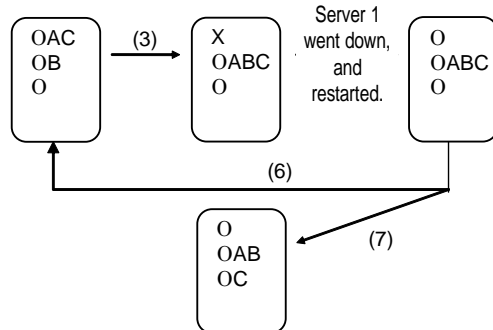 OAC
OB
O
(3)
X
OABC
O
Server 1
went down,
and
restarted.
O
OABC
O
(6)
(7)
O
OAB
OC